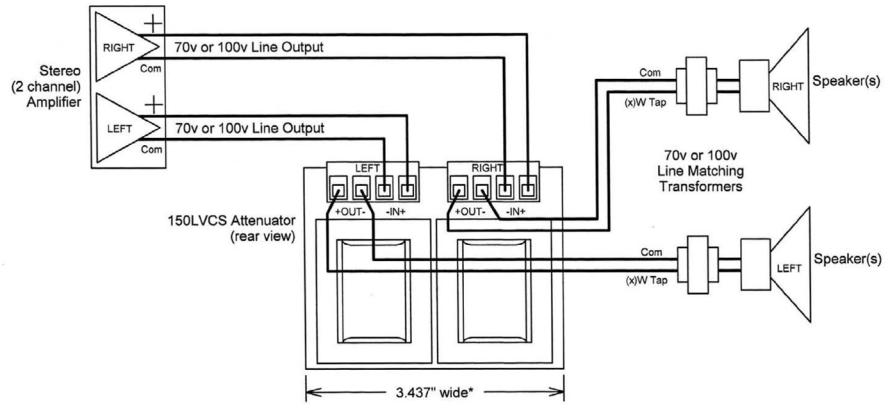 Stereo
(2 channel)
Amplifier
RIGHT
+
Com
70v or 100v Line Output
LEFT
+
Com
70v or 100v Line Output
Com
(x)W Tap
RIGHT
Speaker(s)
70v or 100v
Line Matching
Transformers
LEFT
RIGHT
+OUT-
-IN+
+OUT-
-IN+
150LVCS Attenuator
(rear view)
Com
(x)W Tap
LEFT
Speaker(s)
3.437" wide*